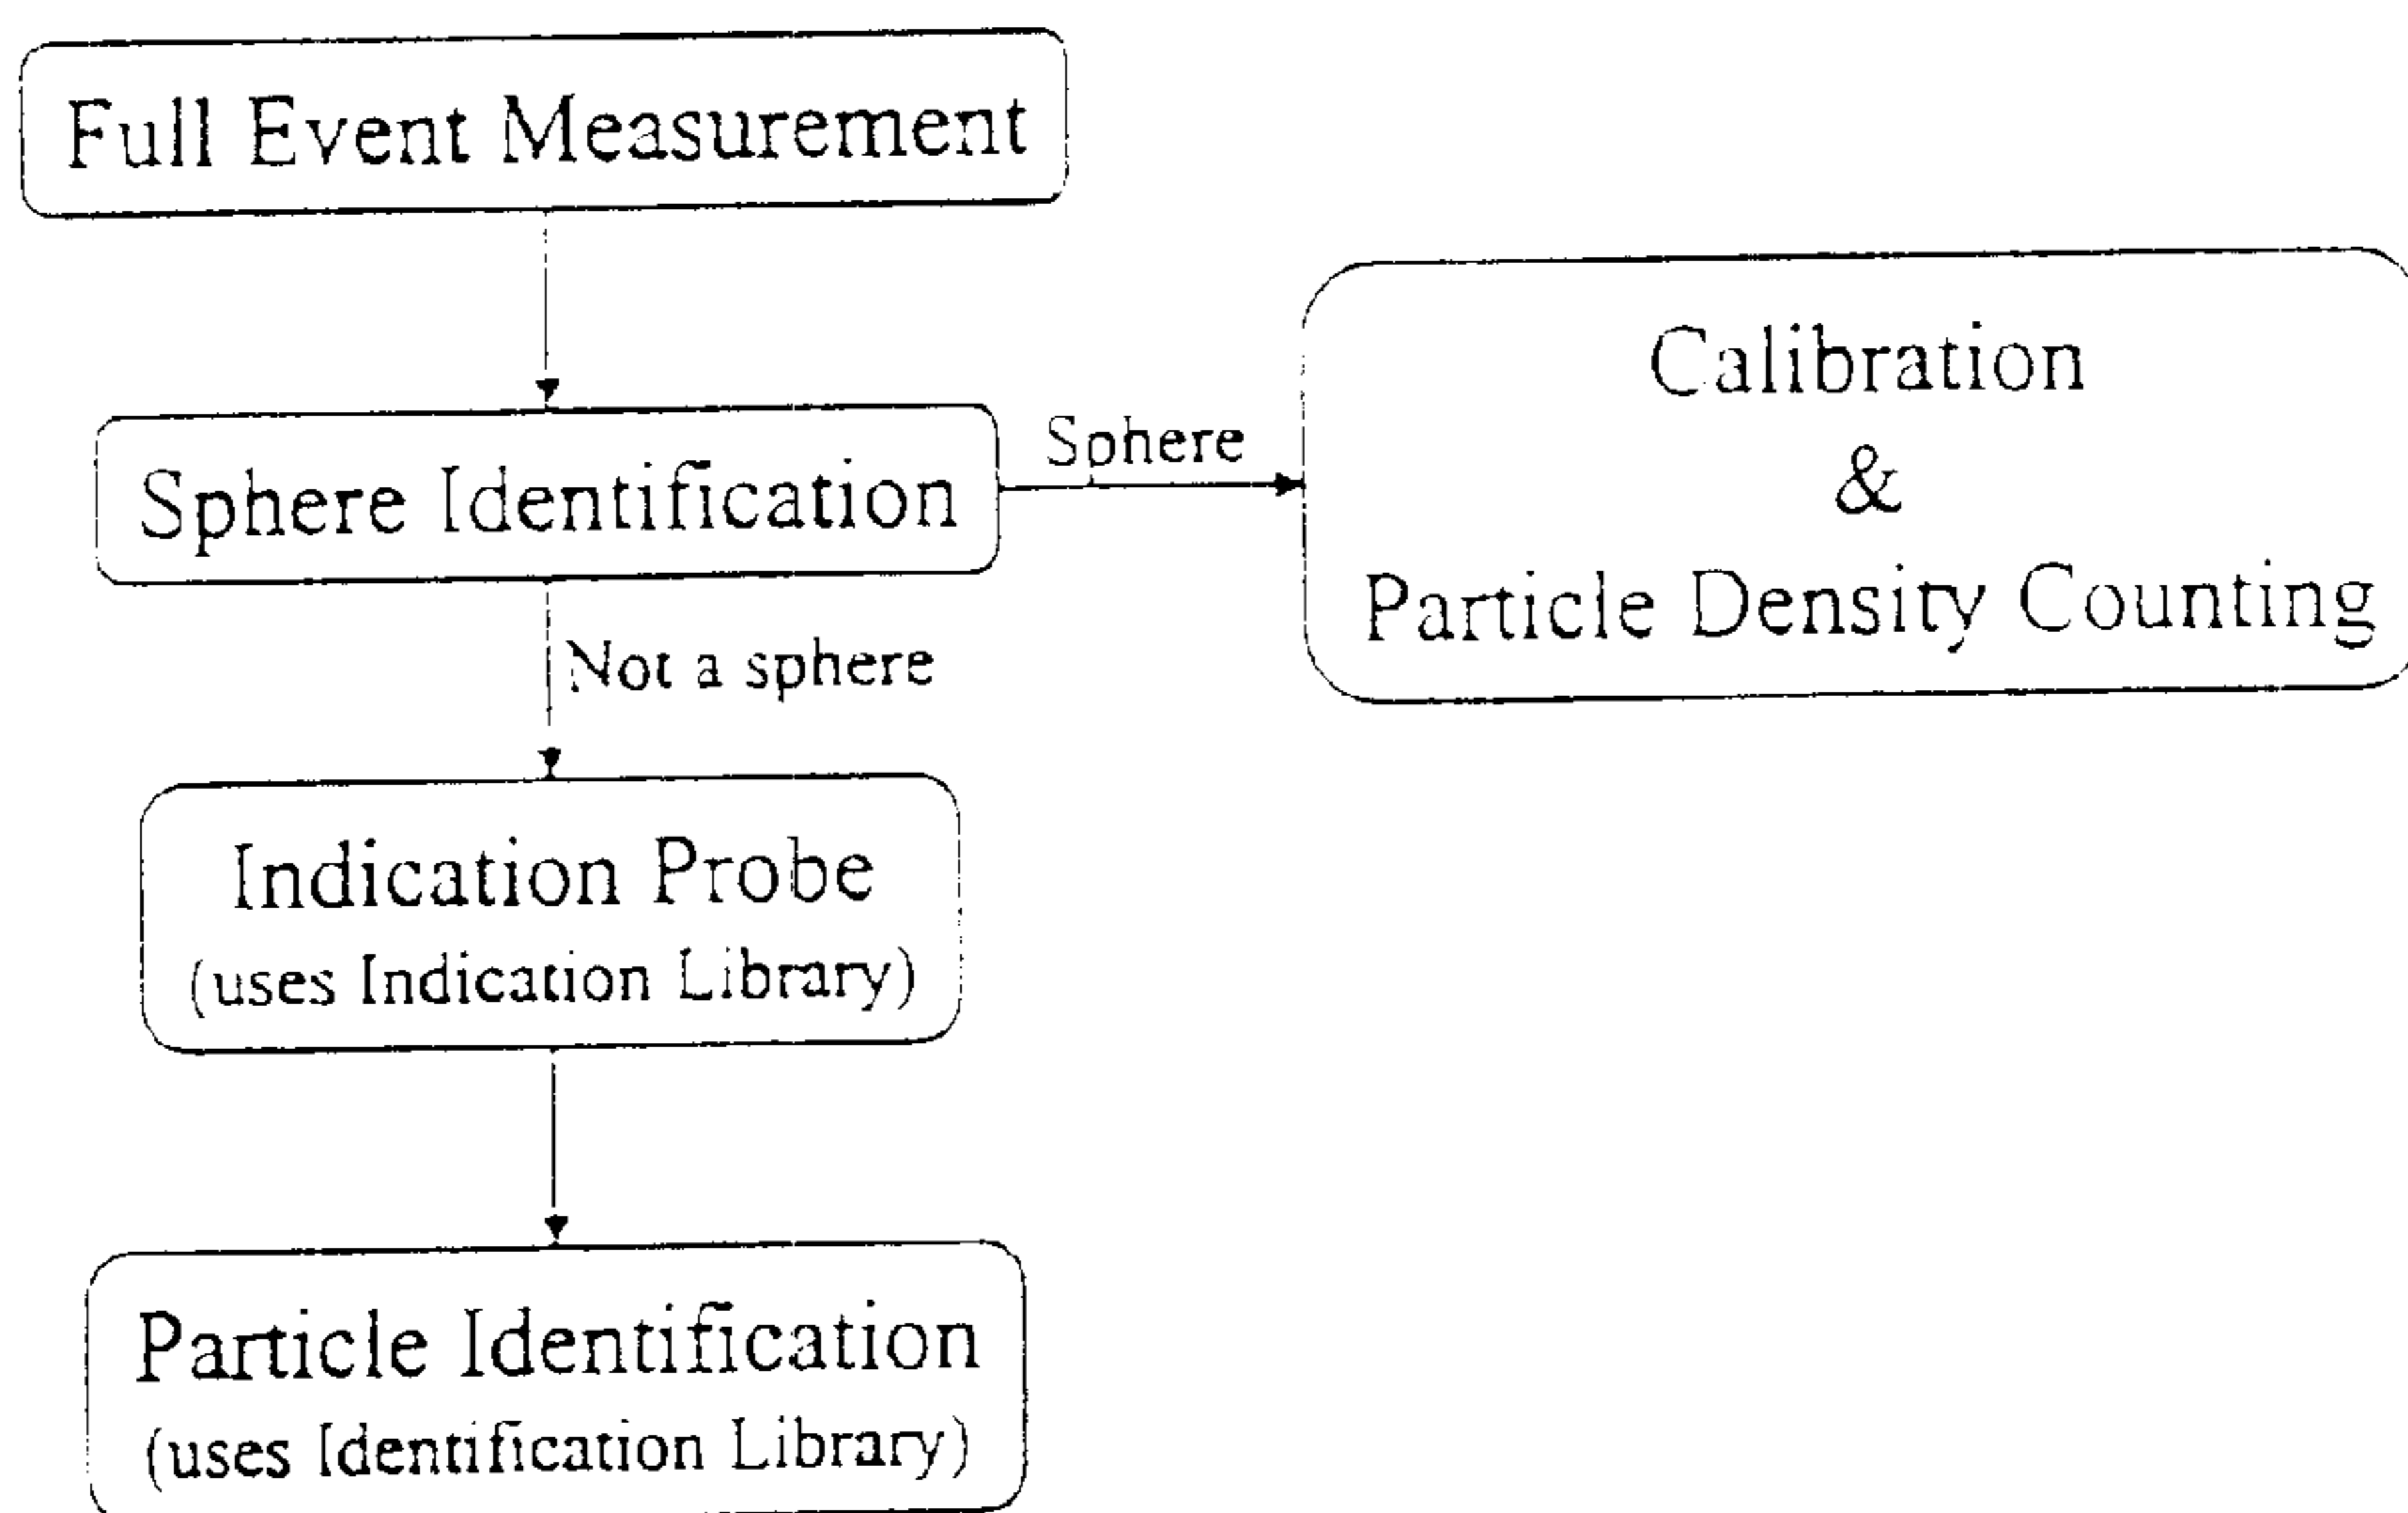 Full Event Measurement
Sphere Identification
Sphere
Calibration
&
Particle Density Counting
Not a sphere
Indication Probe
(uses Indication Library)
Particle Identification
(uses Identification Library)